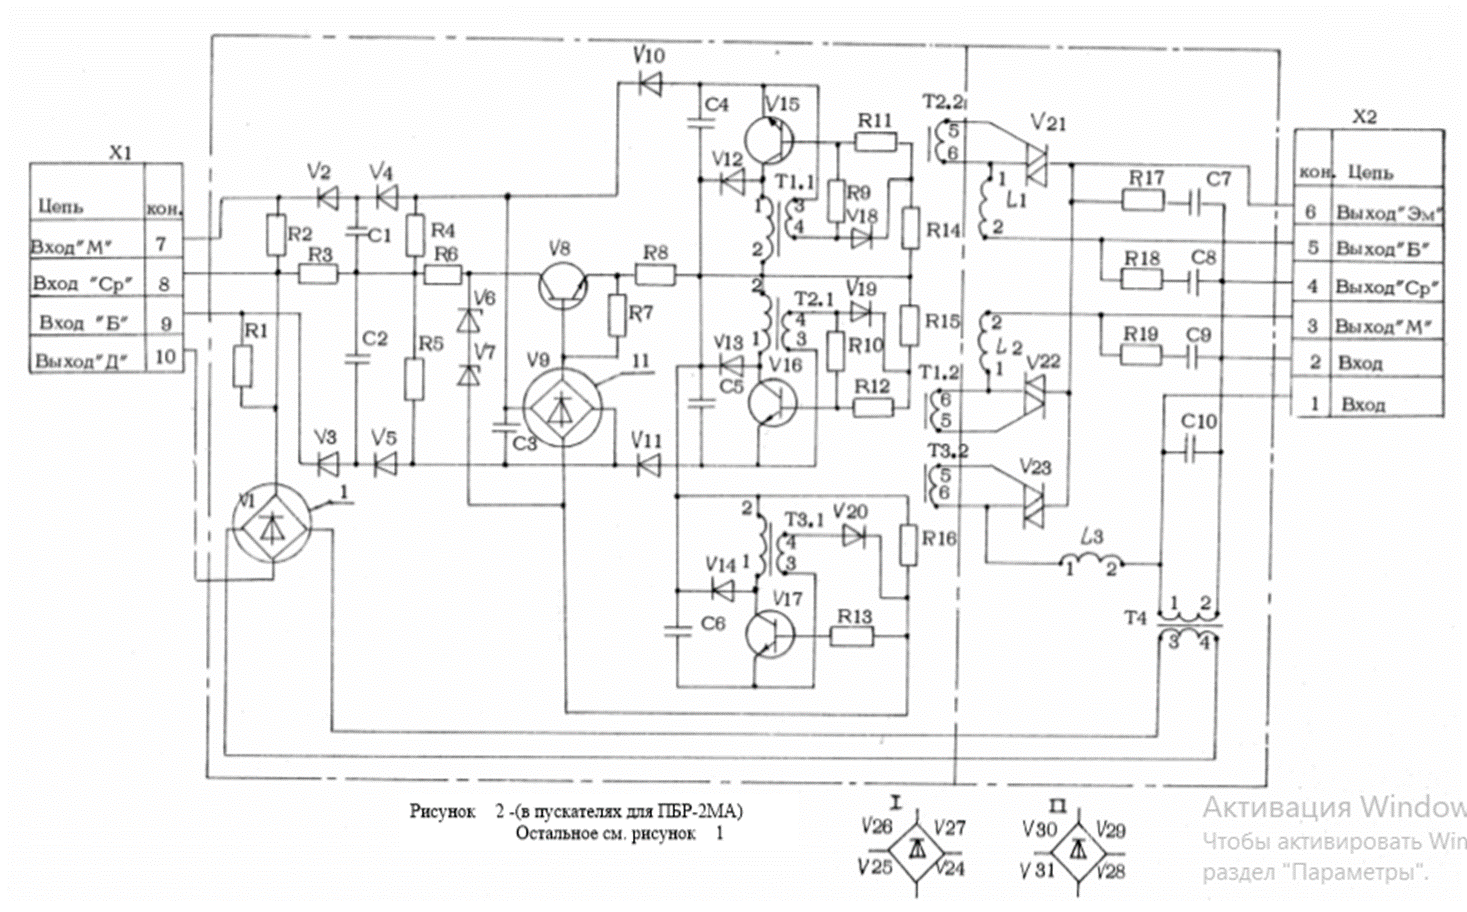 X1
Цепь кон.
Вход"М" 7
Вход "Ср" 8
Вход "Б" 9
Выход"Д" 10
V10
C4
V15
R11
T2.2
5
6
V21
X2
кон. Цепь
6 Выход"Эм"
5 Выход"Б"
4 Выход"Ср"
3 Выход"М"
2 Вход
1 Вход
V2
V4
V12
T1.1
1
3
4
2
R9
V18
R14
1
L1
2
R17
C7
R2
R3
C1
R4
R6
V8
R8
R18
C8
V6
R7
2
T2.1
4
3
1
V19
R15
2
L2
1
R19
C9
R1
C2
R5
V7
V9
11
V13
C5
V16
R10
R12
T1.2
6
5
V22
C10
V3
V5
C3
V11
T3.2
5
6
V23
V1
1
2
T3.1
4
3
1
V20
R16
L3
1 2
V14
V17
C6
R13
T4
1 2
3 4
Рисунок 2 -(в пускателях для ПБР-2МА)
Остальное см. рисунок 1
I
V26 V27
V25 V24
П
V30 V29
V31 V28
Активация Window
Чтобы активировать Win
раздел "Параметры".